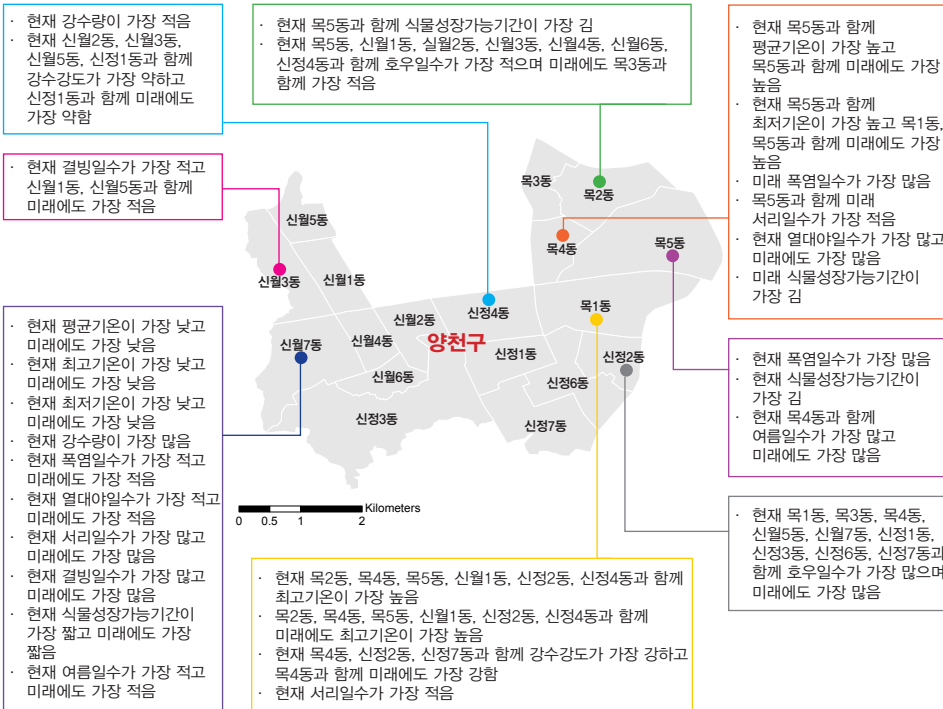 · 현재 강수량이 가장 적음
· 현재 신월2동, 신월3동,
신월5동, 신정1동과 함께
강수강도가 가장 약하고
신정1동과 함께 미래에도
가장 약함
· 현재 목5동과 함께 식물성장가능기간이 가장 김
· 현재 목5동, 신월1동, 실월2동, 신월3동, 신월4동, 신월6동,
신정4동과 함께 호우일수가 가장 적으며 미래에도 목3동과
함께 가장 적음
· 현재 목5동과 함께
평균기온이 가장 높고
목5동과 함께 미래에도 가장
높음
· 현재 목5동과 함께
최저기온이 가장 높고 목1동,
목5동과 함께 미래에도 가장
높음
· 미래 폭염일수가 가장 많음
· 목5동과 함께 미래
서리일수가 가장 적음
· 현재 열대야일수가 가장 많고
미래에도 가장 많음
· 미래 식물성장가능기간이
가장 김
· 현재 결빙일수가 가장 적고
신월1동, 신월5동과 함께
미래에도 가장 적음
목3동
목2동
신월5동
목4동
목5동
신월3동
신월1동
신정4동
목1동
신월2동
신월7동
신월4동
양천구
신정1동
신정2동
신월6동
신정6동
신정3동
신정7동
Kilometers
0 0.5 1 2
· 현재 평균기온이 가장 낮고
미래에도 가장 낮음
· 현재 최고기온이 가장 낮고
미래에도 가장 낮음
· 현재 최저기온이 가장 낮고
미래에도 가장 낮음
· 현재 강수량이 가장 많음
· 현재 폭염일수가 가장 적고
미래에도 가장 적음
· 현재 열대야일수가 가장 적고
미래에도 가장 적음
· 현재 서리일수가 가장 많고
미래에도 가장 많음
· 현재 결빙일수가 가장 많고
미래에도 가장 많음
· 현재 식물성장가능기간이
가장 짧고 미래에도 가장
짧음
· 현재 여름일수가 가장 적고
미래에도 가장 적음
· 현재 폭염일수가 가장 많음
· 현재 식물성장가능기간이
가장 김
· 현재 목4동과 함께
여름일수가 가장 많고
미래에도 가장 많음
· 현재 목1동, 목3동, 목4동,
신월5동, 신월7동, 신정1동,
신정3동, 신정6동, 신정7동과
함께 호우일수가 가장 많으며
미래에도 가장 많음
· 현재 목2동, 목4동, 목5동, 신월1동, 신정2동, 신정4동과 함께
최고기온이 가장 높음
· 목2동, 목4동, 목5동, 신월1동, 신정2동, 신정4동과 함께
미래에도 최고기온이 가장 높음
· 현재 목4동, 신정2동, 신정7동과 함께 강수강도가 가장 강하고
목4동과 함께 미래에도 가장 강함
· 현재 서리일수가 가장 적음